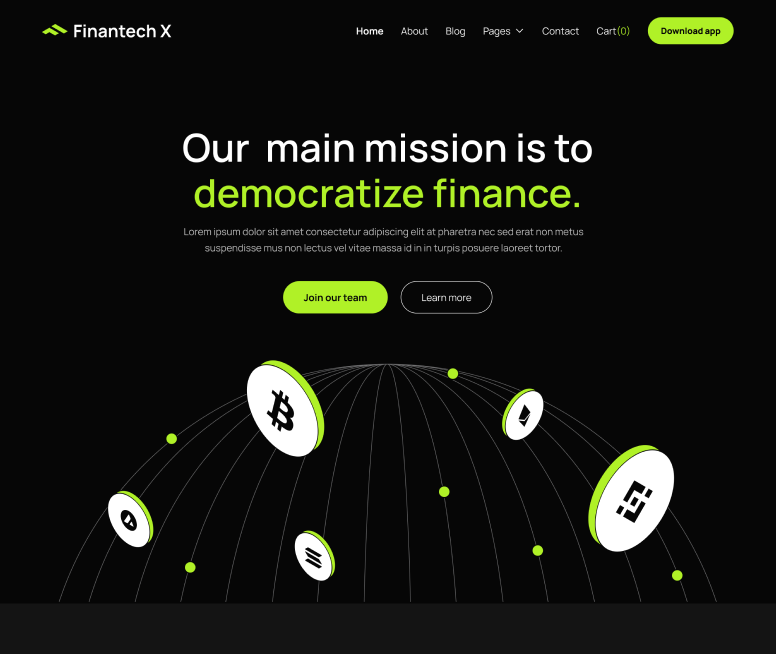 Finantech X
Home About Blog Pages Contact Cart(0) Download app
Our main mission is to
democratize finance.
Lorem ipsum dolor sit amet consectetur adipiscing elit at pharetra nec sed erat non metus
suspendisse mus non lectus vel vitae massa id in in turpis posuere laoreet tortor.
Join our team Learn more